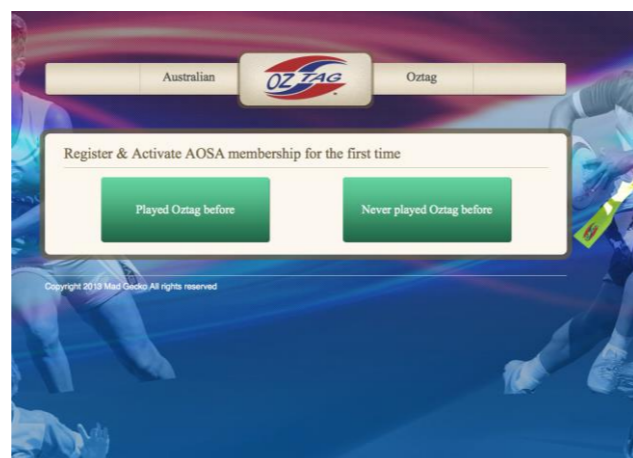 Australian
OZ TAG
Oztag
Register & Activate AOSA membership for the first time
Played Oztag before
Never played Oztag before
Copyright 2013 Mad Gecko All rights reserved